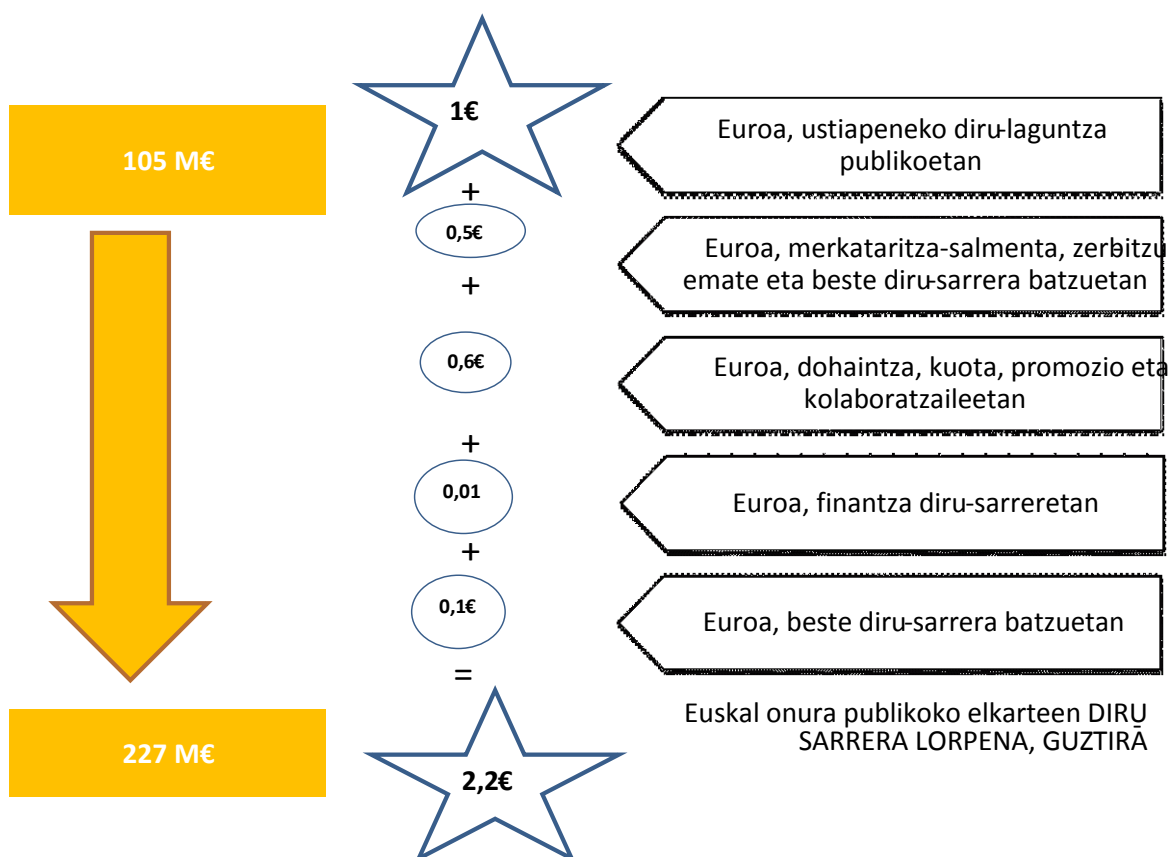 105 M€
1€
Euroa, ustiapeneko diru-laguntza
publikoetan
+
0,5€
Euroa, merkataritza-salmenta, zerbitzu
emate eta beste diru-sarrera batzuetan
+
0,6€
Euroa, dohaintza, kuota, promozio eta
kolaboratzaileetan
+
0,01
Euroa, finantza diru-sarreretan
+
0,1€
Euroa, beste diru-sarrera batzuetan
=
227 M€
2,2€
Euskal onura publikoko elkarteen DIRU
SARRERA LORPENA, GUZTIRA